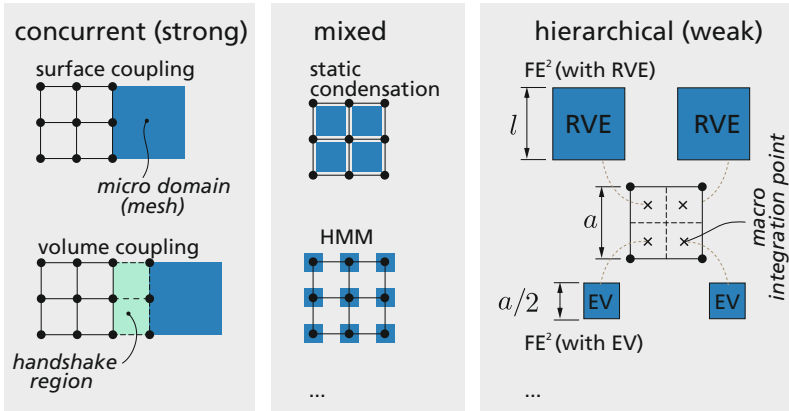 concurrent (strong)
surface coupling
micro domain
(mesh)
volume coupling
handshake
region
mixed
static
condensation
HMM
...
hierarchical (weak)
FE² (with RVE)
l
RVE
RVE
a
macro
integration point
a/2
EV
EV
FE² (with EV)
...